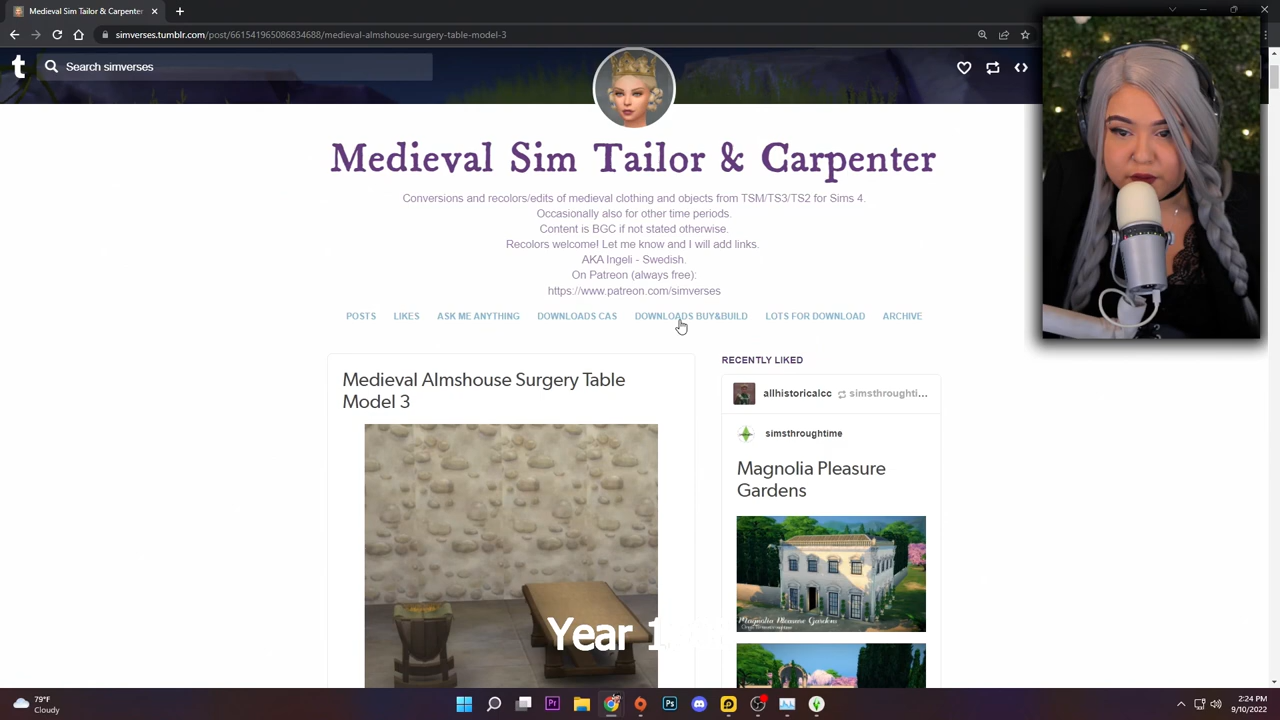 Medieval Sim Tailor & Carpenter
simverses.tumblr.com/post/661541965086834688/medieval-almshouse-surgery-table-model-3
Search simverses
Medieval Sim Tailor & Carpenter
Conversions and recolors/edits of medieval clothing and objects from TSM/TS3/TS2 for Sims 4.
Occasionally also for other time periods.
Content is BGC if not stated otherwise.
Recolors welcome! Let me know and I will add links.
AKA Ingeli - Swedish.
On Patreon (always free):
https://www.patreon.com/simverses
POSTS LIKES ASK ME ANYTHING DOWNLOADS CAS DOWNLOADS BUY&BUILD LOTS FOR DOWNLOAD ARCHIVE
Medieval Almshouse Surgery Table
Model 3
RECENTLY LIKED
allhistoricalcc simsthroughti...
simsthroughtime
Magnolia Pleasure
Gardens
Magnolia Pleasure Gardens
Year
79°F
Cloudy
2:24 PM
9/10/2022